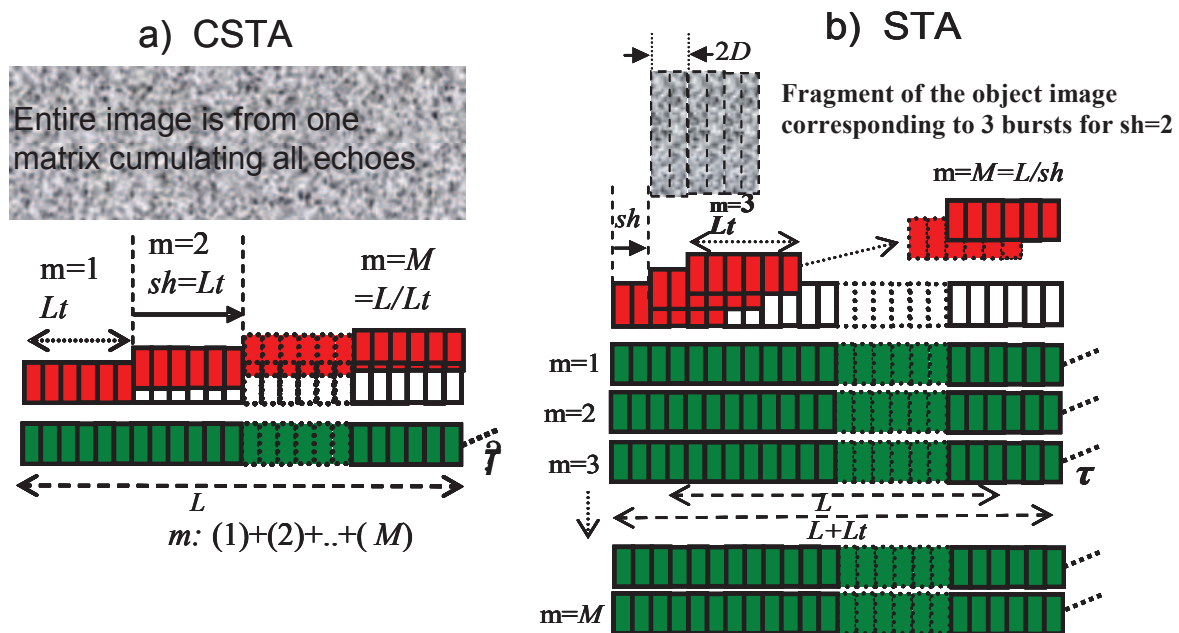 a) CSTA
Entire image is from one
matrix cumulating all echoes
m=1
Lt
m=2
sh=Lt
m=M
=L/Lt
L
m: (1)+(2)+..+( M)
b) STA
2D
Fragment of the object image
corresponding to 3 bursts for sh=2
m=M=L/sh
sh
m=3
Lt
m=1
m=2
m=3
τ
L
L+Lt
m=M